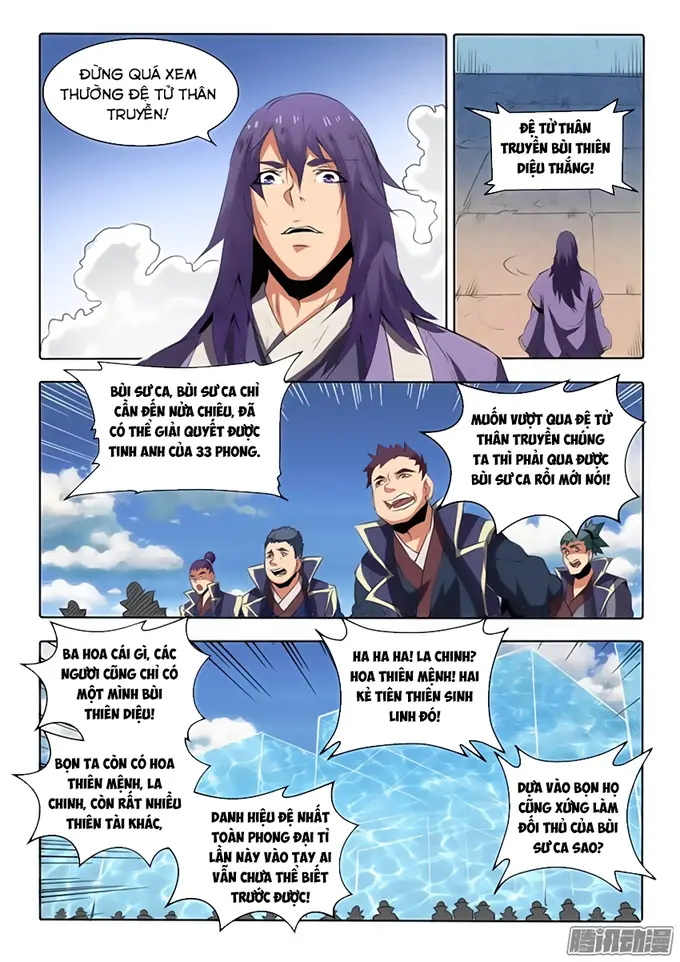 ĐỪNG QUÁ XEM
THƯỜNG ĐỆ TỬ THÂN
TRUYỀN!
ĐỆ TỬ THÂN
TRUYỀN BÙI THIÊN
DIỆU THẮNG!
BÙI SƯ CA, BÙI SƯ CA CHỈ
CẦN ĐẾN NỬA CHIÊU, ĐÃ
CÓ THỂ GIẢI QUYẾT ĐƯỢC
TINH ANH CỦA 33 PHONG.
MUỐN VƯỢT QUA ĐỆ TỬ
THÂN TRUYỀN CHÚNG
TA THÌ PHẢI QUA ĐƯỢC
BÙI SƯ CA RỒI MỚI NÓI!
BA HOA CÁI GÌ, CÁC
NGƯƠI CŨNG CHỈ CÓ
MỘT MÌNH BÙI
THIÊN DIỆU!
HA HA HA! LA CHINH?
HOA THIÊN MỆNH! HAI
KẺ TIÊN THIÊN SINH
LINH ĐÓ!
BỌN TA CÒN CÓ HOA
THIÊN MỆNH, LA
CHINH, CÒN RẤT NHIỀU
THIÊN TÀI KHÁC,
DANH HIỆU ĐỆ NHẤT
TOÀN PHONG ĐẠI TỈ
LẦN NÀY VÀO TAY AI
VẪN CHƯA THỂ BIẾT
TRƯỚC ĐƯỢC!
DỰA VÀO BỌN HỌ
CŨNG XỨNG LÀM
ĐỐI THỦ CỦA BÙI
SƯ CA SAO?
腾讯动漫